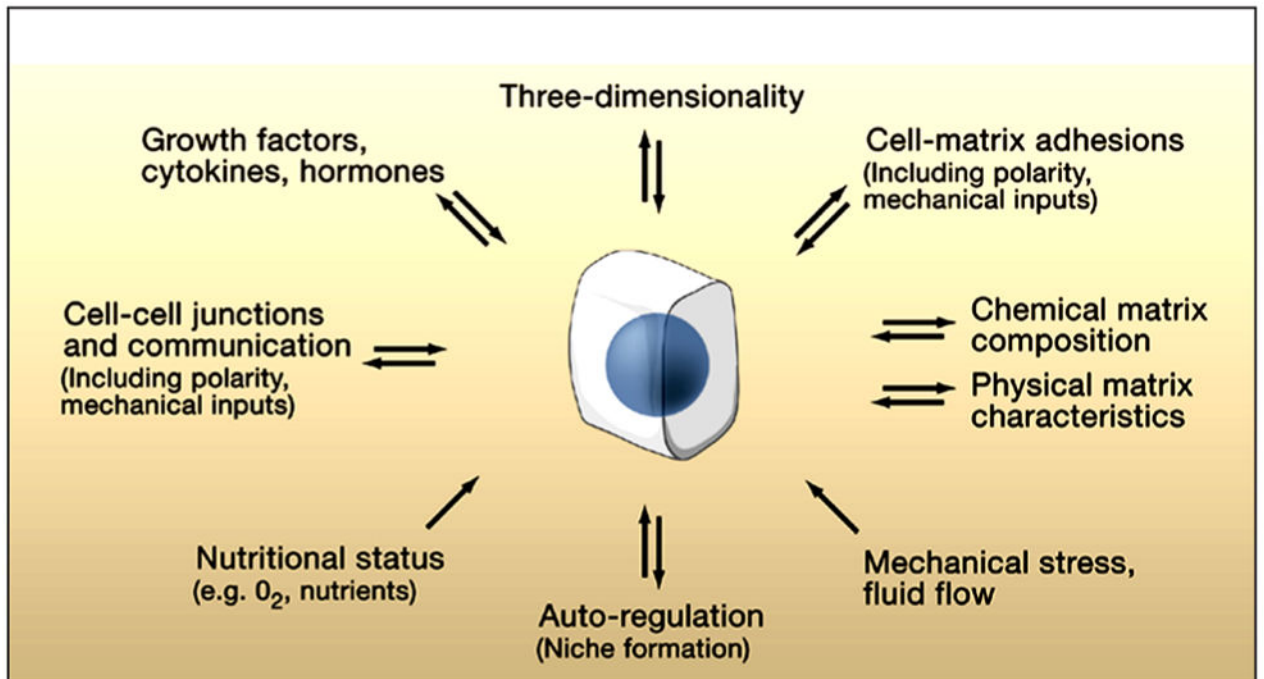 Three-dimensionality
Growth factors,
cytokines, hormones
Cell-matrix adhesions
(Including polarity,
mechanical inputs)
Cell-cell junctions
and communication
(Including polarity,
mechanical inputs)
Chemical matrix
composition
Physical matrix
characteristics
Nutritional status
(e.g. 0₂, nutrients)
Mechanical stress,
fluid flow
Auto-regulation
(Niche formation)